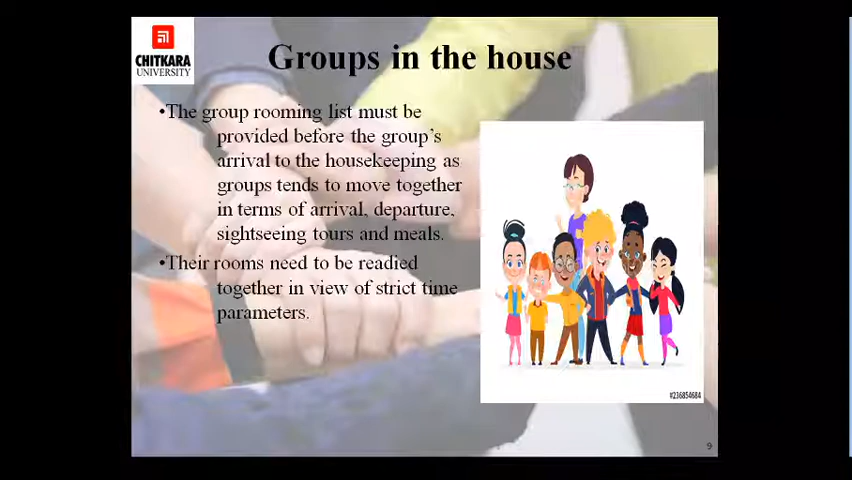 CHITKARA
UNIVERSITY
Groups in the house
•The group rooming list must be
provided before the group's
arrival to the housekeeping as
groups tends to move together
in terms of arrival, departure,
sightseeing tours and meals.
•Their rooms need to be readied
together in view of strict time
parameters.
#236854684
9